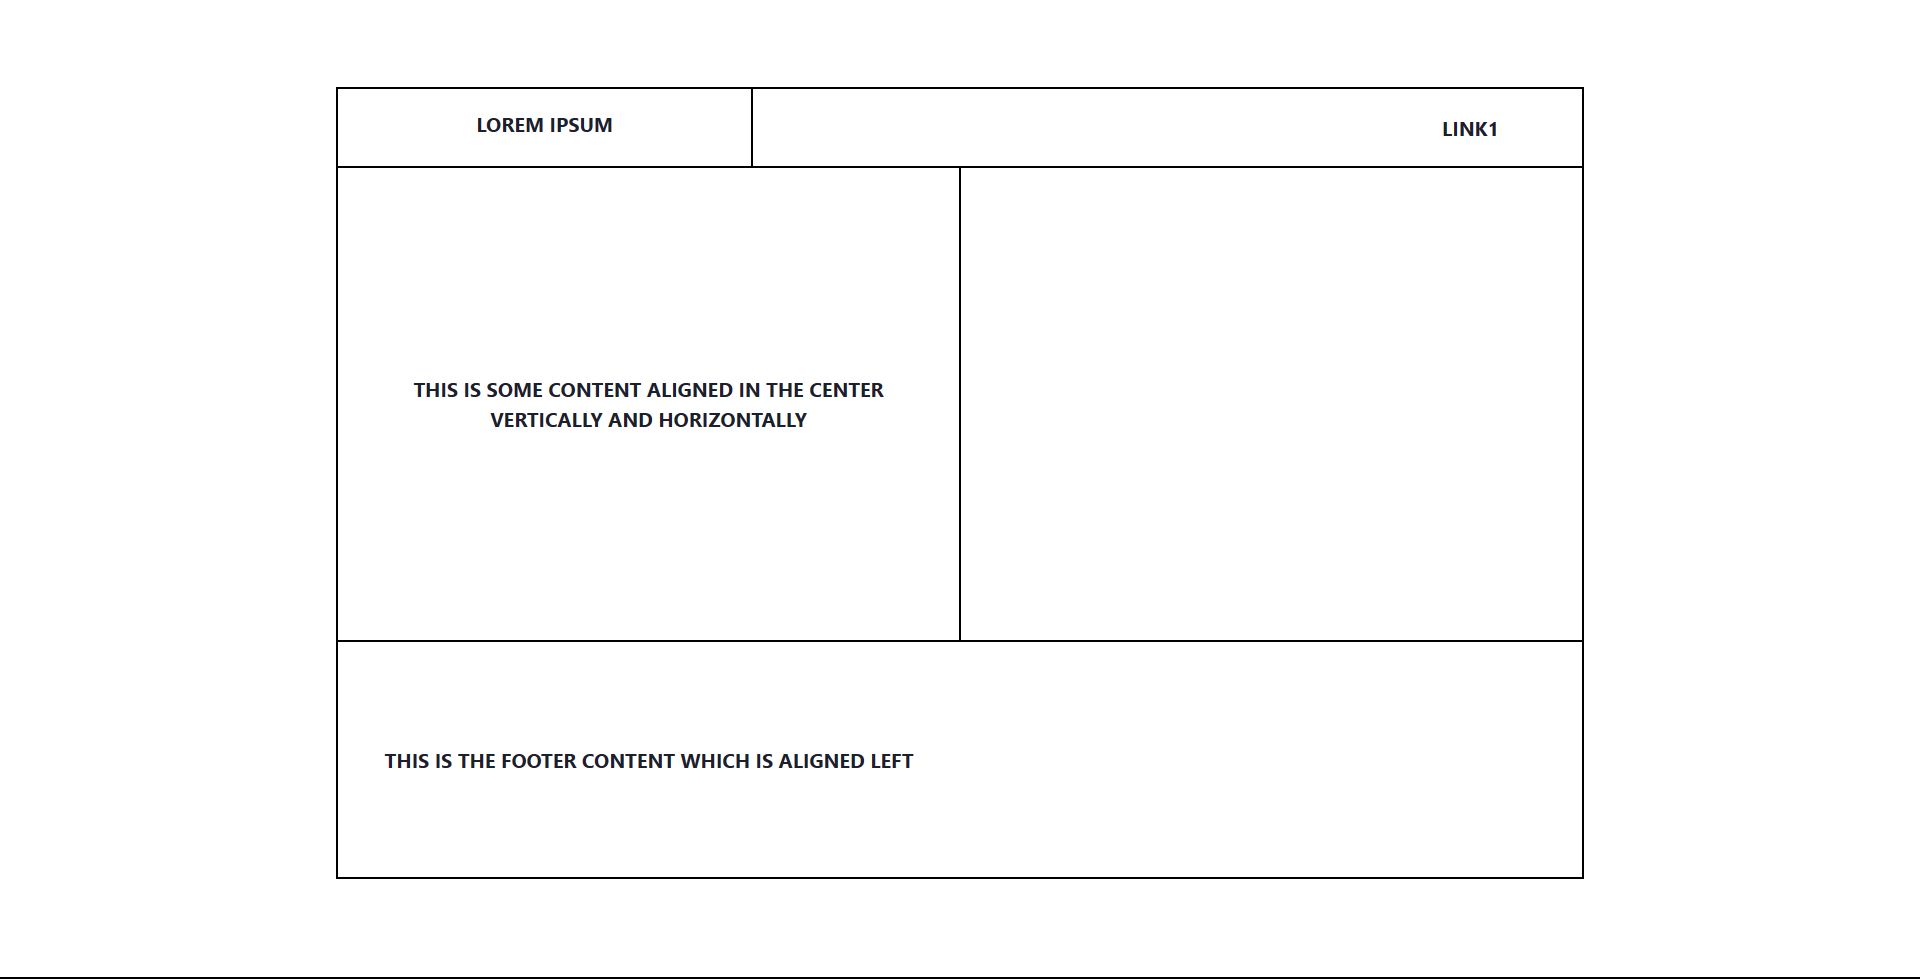 LOREM IPSUM
LINK1
THIS IS SOME CONTENT ALIGNED IN THE CENTER
VERTICALLY AND HORIZONTALLY
THIS IS THE FOOTER CONTENT WHICH IS ALIGNED LEFT